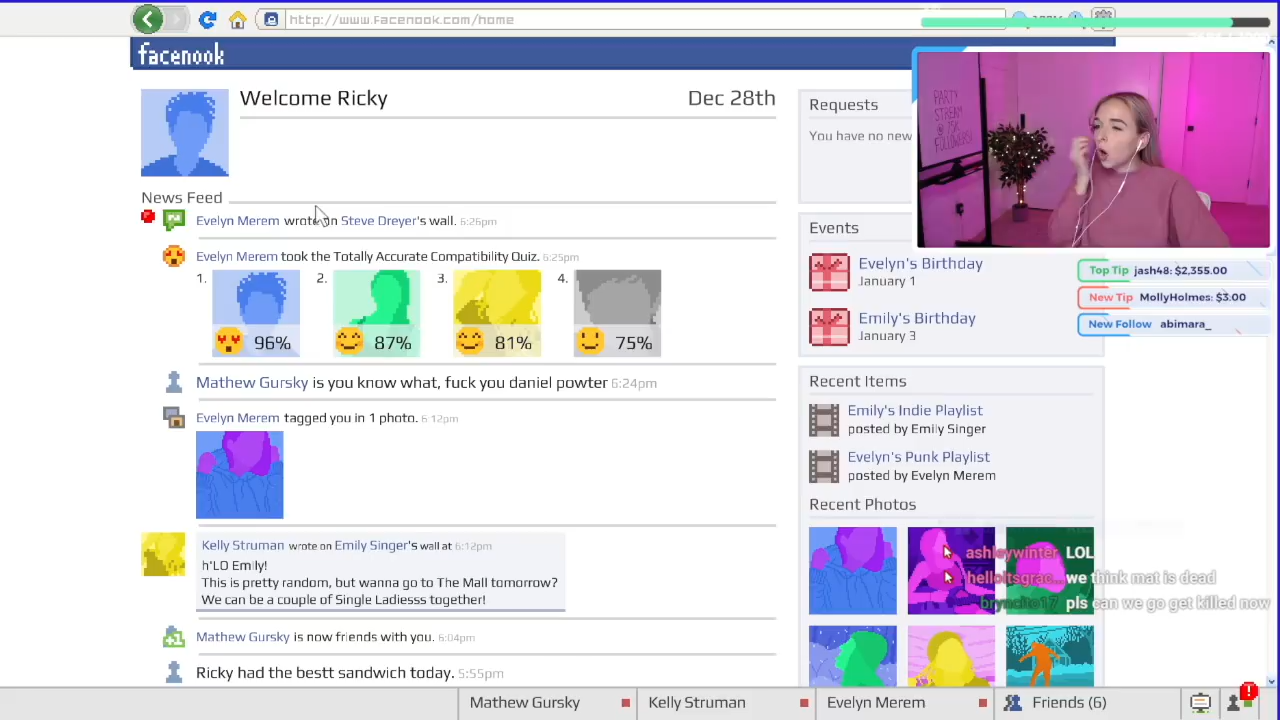 http://www.facenook.com/home
facenook
Welcome Ricky
Dec 28th
News Feed
Evelyn Merem wrote on Steve Dreyer's wall. 6:26pm
Evelyn Merem took the Totally Accurate Compatibility Quiz. 6:25pm
1. 2. 3. 4.
96% 87% 81% 75%
Mathew Gursky is you know what, fuck you daniel powter 6:24pm
Evelyn Merem tagged you in 1 photo. 6:12pm
Kelly Struman wrote on Emily Singer's wall at 6:12pm
h'LO Emily!
This is pretty random, but wanna go to The Mall tomorrow?
We can be a couple of Single Ladiesss together!
Mathew Gursky is now friends with you. 6:04pm
Ricky had the bestt sandwich today. 5:55pm
Requests
You have no new
Events
Evelyn's Birthday
January 1
Emily's Birthday
January 3
Recent Items
Emily's Indie Playlist
posted by Emily Singer
Evelyn's Punk Playlist
posted by Evelyn Merem
Recent Photos
PARTY
STREAM
@ 15K
FOLLOWERS!
Top Tip jash48: $2,355.00
New Tip MollyHolmes: $3.00
New Follow abimara_
ashleywinter LOL
helloitsgrac... we think mat is dead
bryncito17 pls can we go get killed now
Mathew Gursky
Kelly Struman
Evelyn Merem
Friends (6)